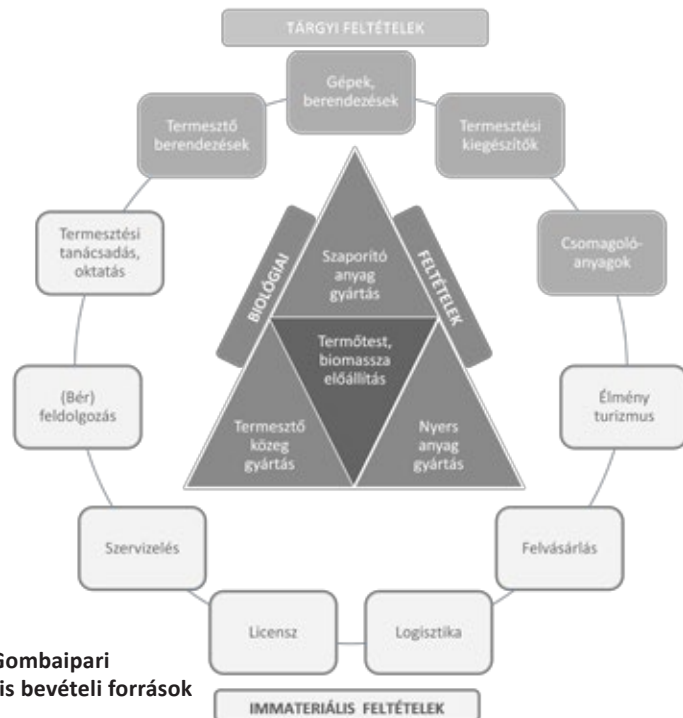 TÁRGYI FELTÉTELEK
Gépek,
berendezések
Termesztő
berendezések
Termesztési
kiegészítők
Termesztési
tanácsadás,
oktatás
Csomagoló-
anyagok
BIOLÓGIAI
FELTÉTELEK
Szaporító
anyag
gyártás
Termőtest,
biomassza
előállítás
Termesztő
közeg
gyártás
Nyers
anyag
gyártás
(Bér)
feldolgozás
Élmény
turizmus
Szervizelés
Felvásárlás
Licensz
Logisztika
Gombaipari
is bevételi források
IMMATERIÁLIS FELTÉTELEK